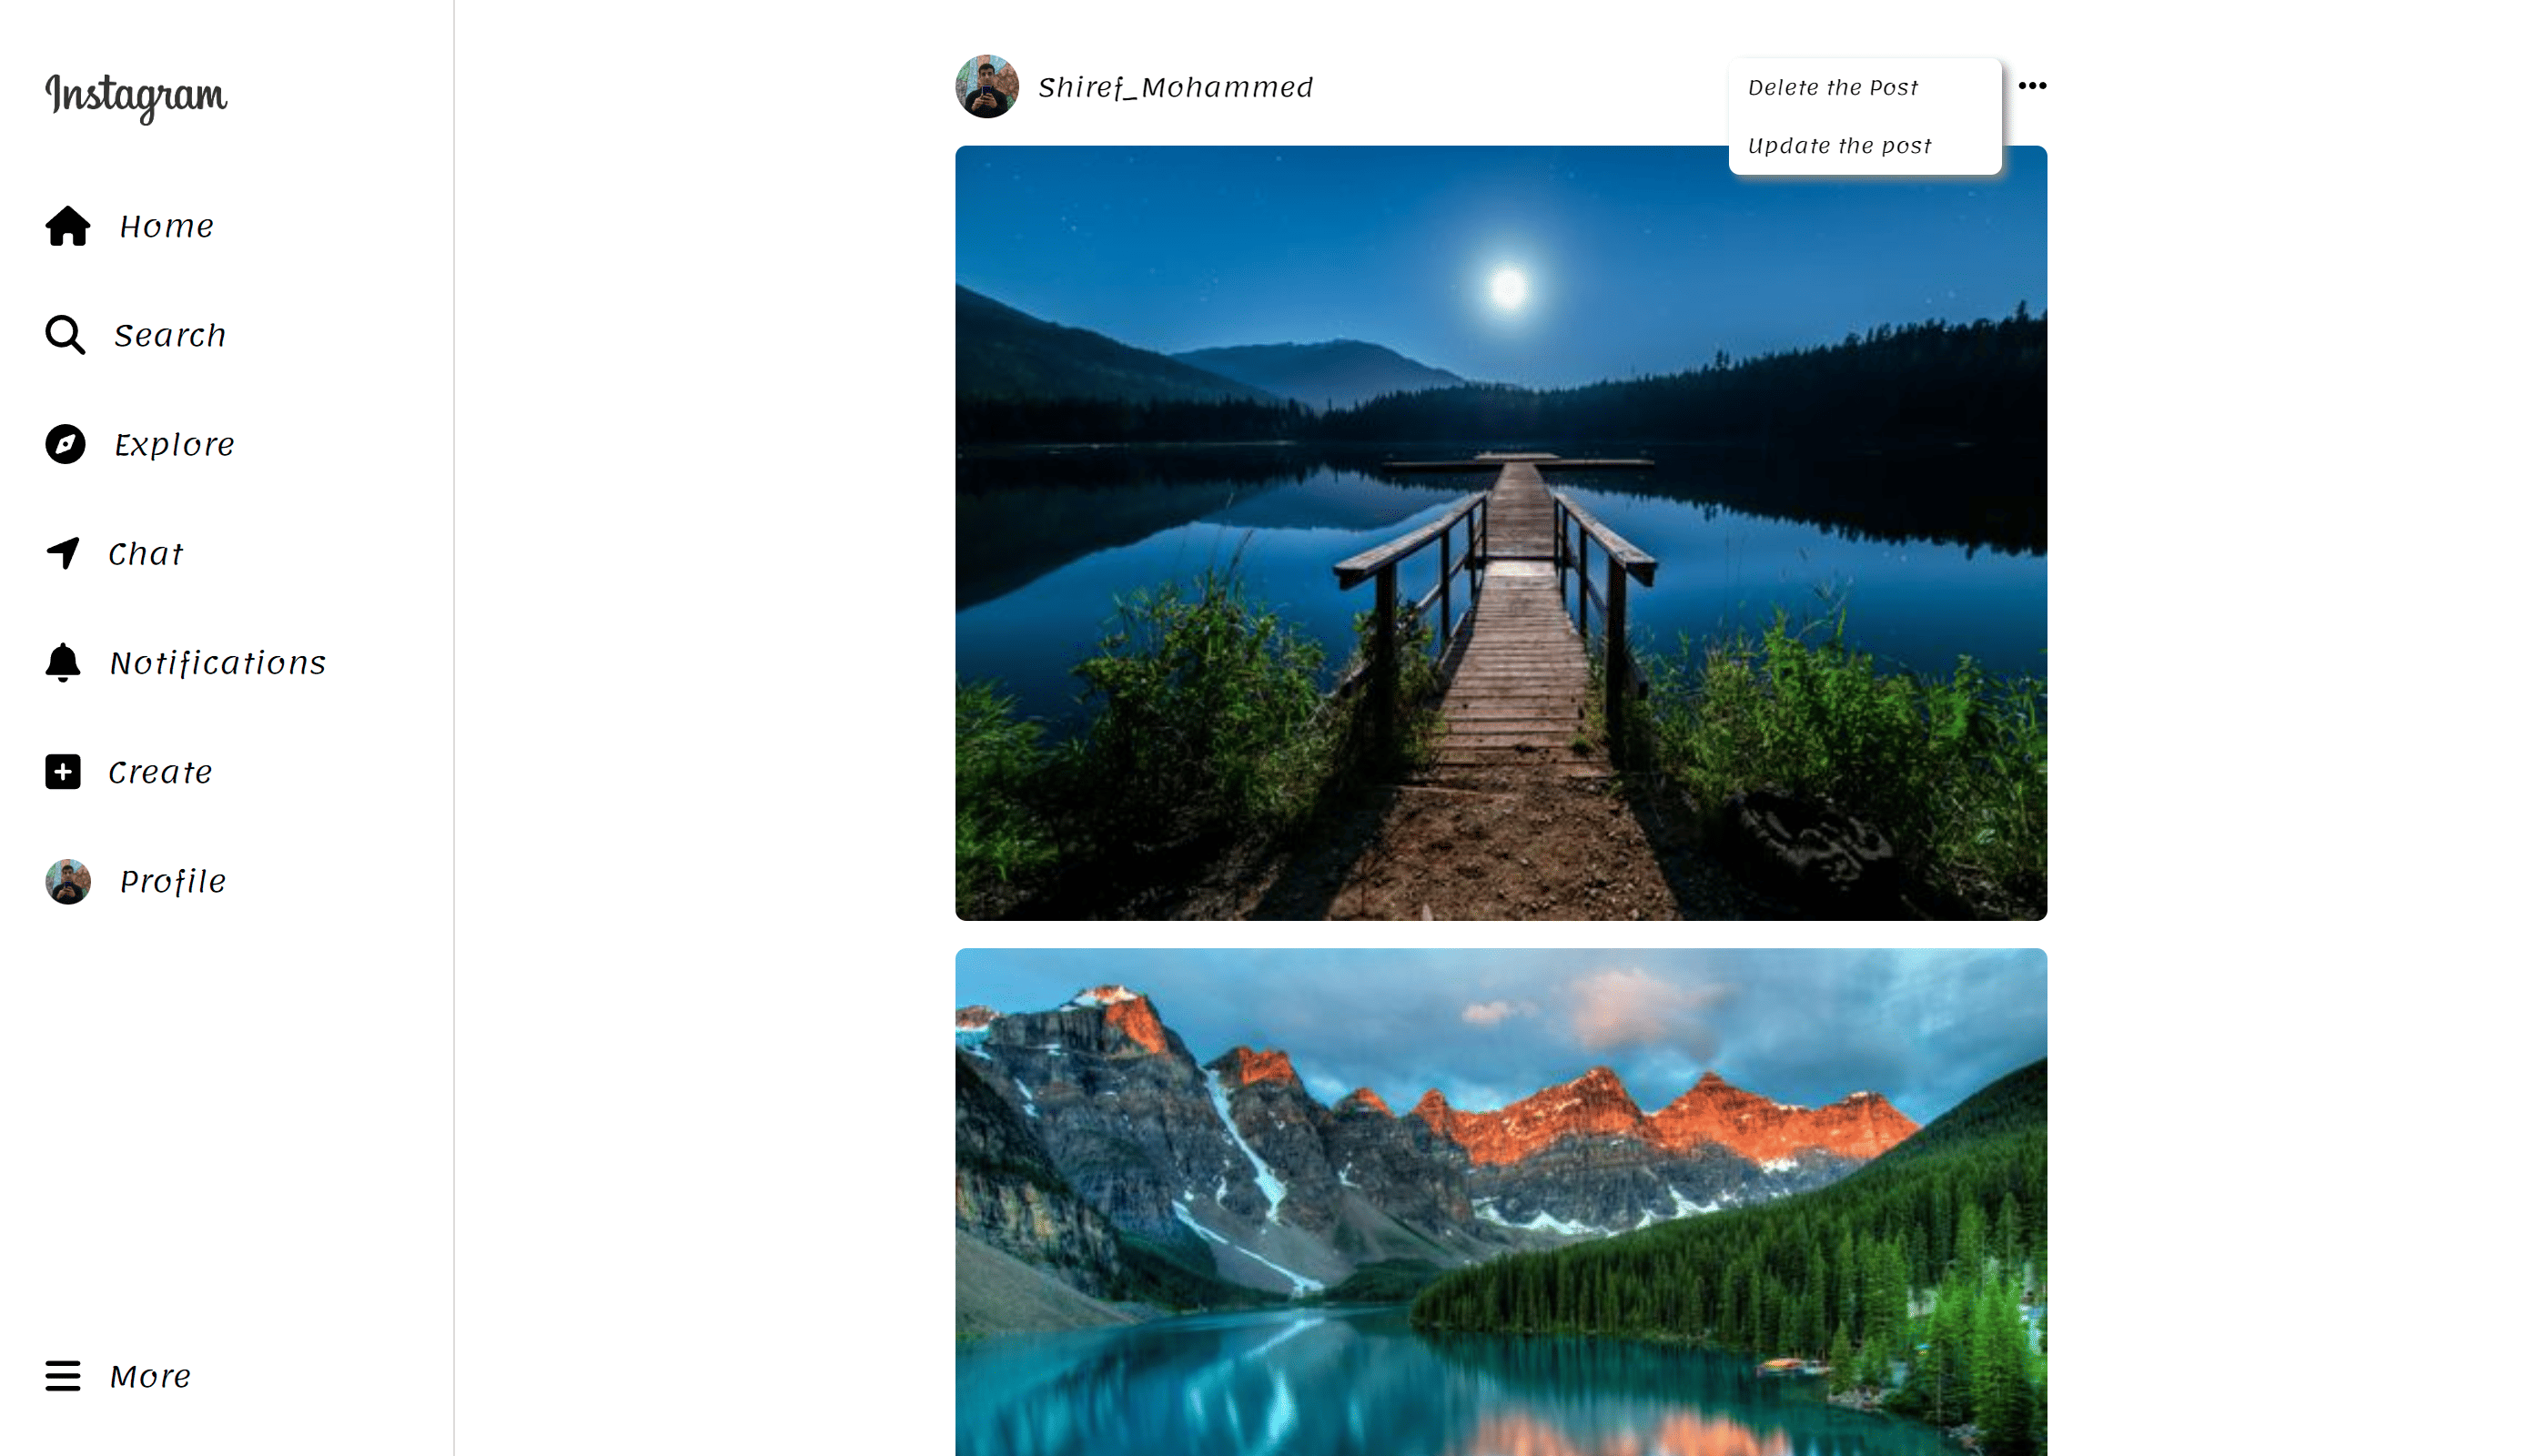 Instagram
Home
Search
Explore
Chat
Notifications
Create
Profile
More
Shiref_Mohammed
Delete the Post
Update the post